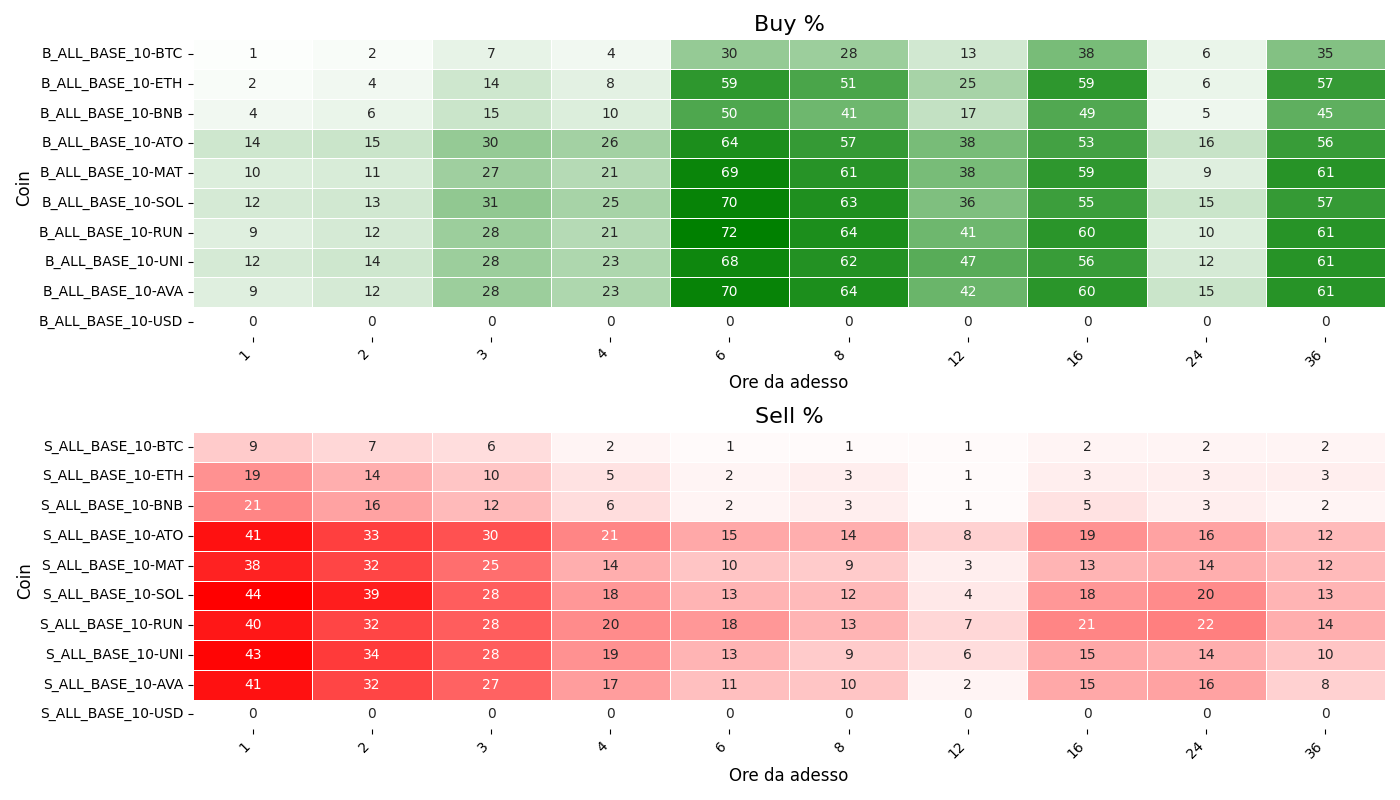 Buy %
Coin
B_ALL_BASE_10-BTC 1 2 7 4 30 28 13 38 6 35
B_ALL_BASE_10-ETH 2 4 14 8 59 51 25 59 6 57
B_ALL_BASE_10-BNB 4 6 15 10 50 41 17 49 5 45
B_ALL_BASE_10-ATO 14 15 30 26 64 57 38 53 16 56
B_ALL_BASE_10-MAT 10 11 27 21 69 61 38 59 9 61
B_ALL_BASE_10-SOL 12 13 31 25 70 63 36 55 15 57
B_ALL_BASE_10-RUN 9 12 28 21 72 64 41 60 10 61
B_ALL_BASE_10-UNI 12 14 28 23 68 62 47 56 12 61
B_ALL_BASE_10-AVA 9 12 28 23 70 64 42 60 15 61
B_ALL_BASE_10-USD 0 0 0 0 0 0 0 0 0 0
1 2 3 4 6 8 12 16 24 36
Ore da adesso
Sell %
Coin
S_ALL_BASE_10-BTC 9 7 6 2 1 1 1 2 2 2
S_ALL_BASE_10-ETH 19 14 10 5 2 3 1 3 3 3
S_ALL_BASE_10-BNB 21 16 12 6 2 3 1 5 3 2
S_ALL_BASE_10-ATO 41 33 30 21 15 14 8 19 16 12
S_ALL_BASE_10-MAT 38 32 25 14 10 9 3 13 14 12
S_ALL_BASE_10-SOL 44 39 28 18 13 12 4 18 20 13
S_ALL_BASE_10-RUN 40 32 28 20 18 13 7 21 22 14
S_ALL_BASE_10-UNI 43 34 28 19 13 9 6 15 14 10
S_ALL_BASE_10-AVA 41 32 27 17 11 10 2 15 16 8
S_ALL_BASE_10-USD 0 0 0 0 0 0 0 0 0 0
1 2 3 4 6 8 12 16 24 36
Ore da adesso